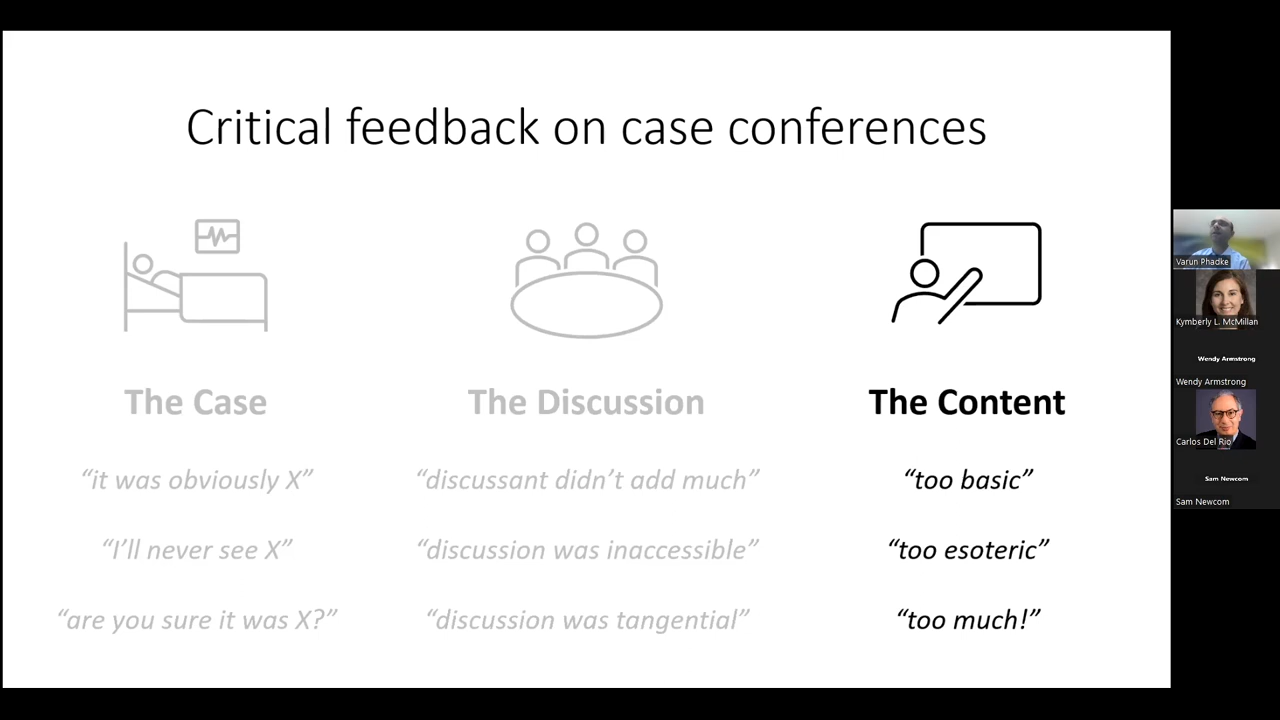 Critical feedback on case conferences
The Case
The Discussion
The Content
“it was obviously X”
“discussant didn’t add much”
“too basic”
“I’ll never see X”
“discussion was inaccessible”
“too esoteric”
“are you sure it was X?”
“discussion was tangential”
“too much!”
Varun Phadke
Kymberly L. McMillan
Wendy Armstrong
Wendy Armstrong
Carlos Del Rio
Sam Newcom
Sam Newcom